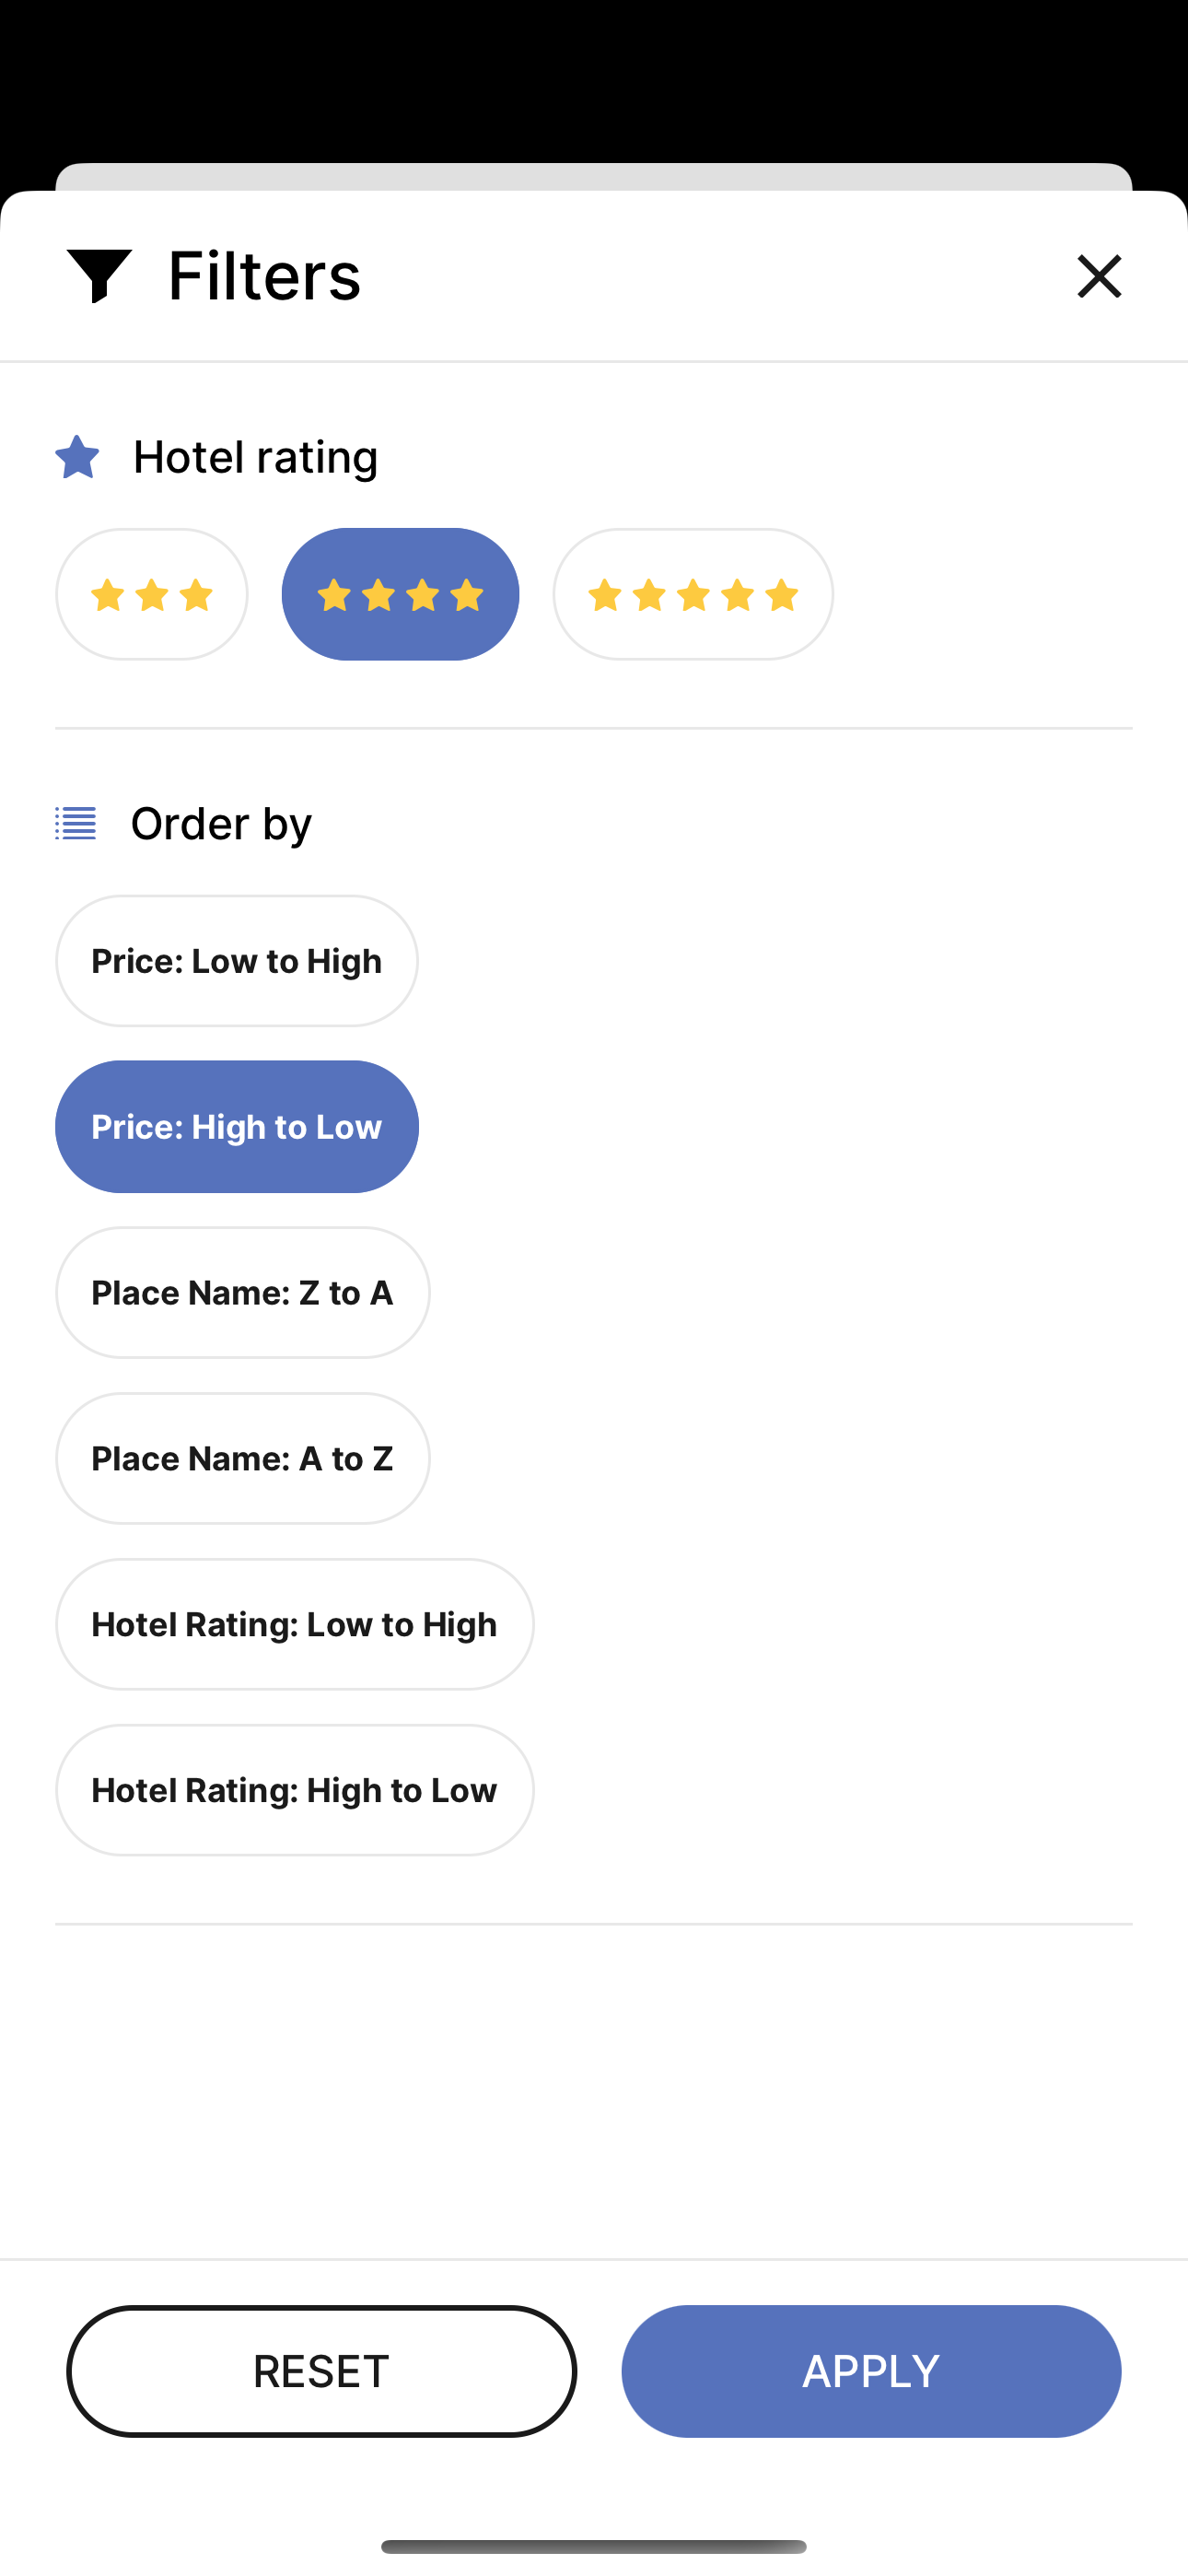 Filters
Hotel rating
Order by
Price: Low to High
Price: High to Low
Place Name: Z to A
Place Name: A to Z
Hotel Rating: Low to High
Hotel Rating: High to Low
RESET
APPLY